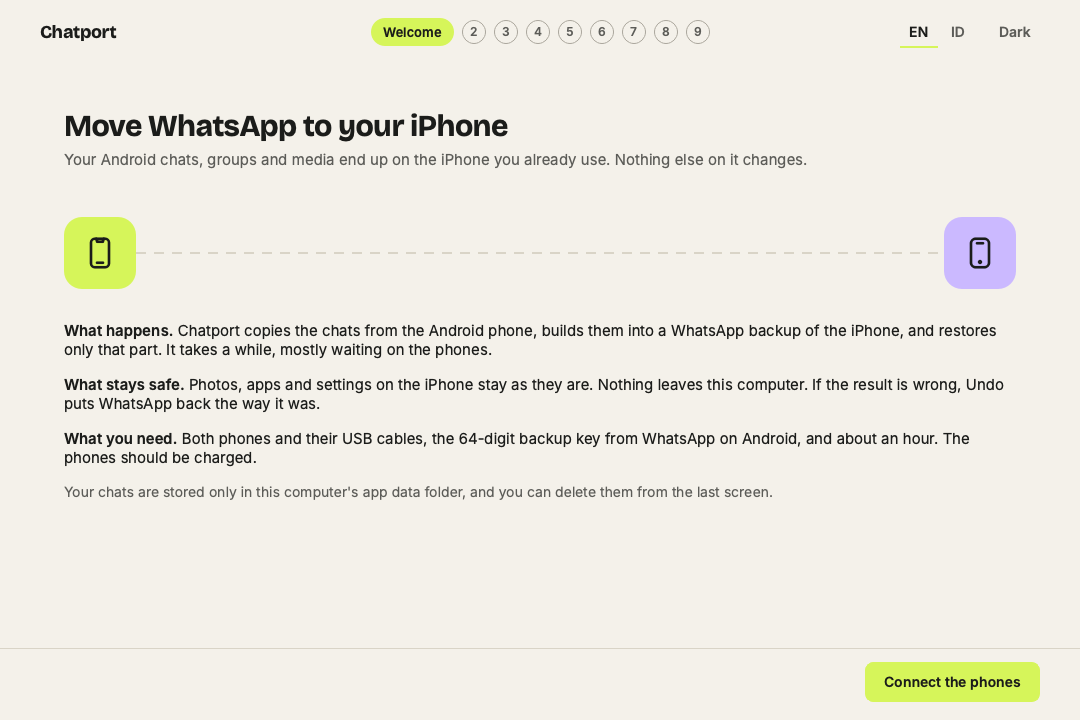 Chatport
Welcome 2 3 4 5 6 7 8 9
EN ID Dark
Move WhatsApp to your iPhone
Your Android chats, groups and media end up on the iPhone you already use. Nothing else on it changes.
What happens. Chatport copies the chats from the Android phone, builds them into a WhatsApp backup of the iPhone, and restores
only that part. It takes a while, mostly waiting on the phones.
What stays safe. Photos, apps and settings on the iPhone stay as they are. Nothing leaves this computer. If the result is wrong, Undo
puts WhatsApp back the way it was.
What you need. Both phones and their USB cables, the 64-digit backup key from WhatsApp on Android, and about an hour. The
phones should be charged.
Your chats are stored only in this computer's app data folder, and you can delete them from the last screen.
Connect the phones